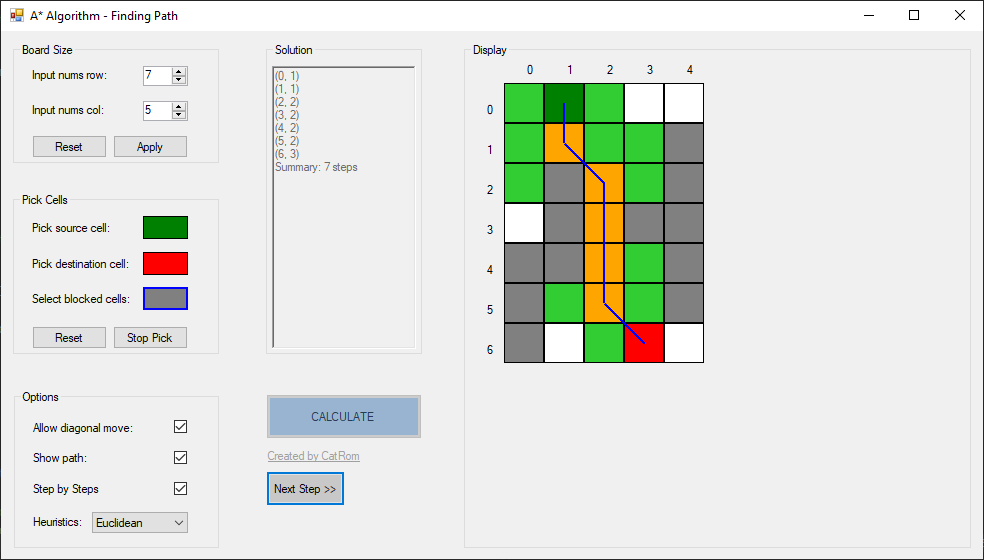 A* Algorithm - Finding Path
Board Size
Input nums row:
7
Input nums col:
5
Reset
Apply
Pick Cells
Pick source cell:
Pick destination cell:
Select blocked cells:
Reset
Stop Pick
Options
Allow diagonal move:
Show path:
Step by Steps
Heuristics:
Euclidean
Solution
(0, 1)
(1, 1)
(2, 2)
(3, 2)
(4, 2)
(5, 2)
(6, 3)
Summary: 7 steps
CALCULATE
Created by CatRom
Next Step >>
Display
0 1 2 3 4
0
1
2
3
4
5
6